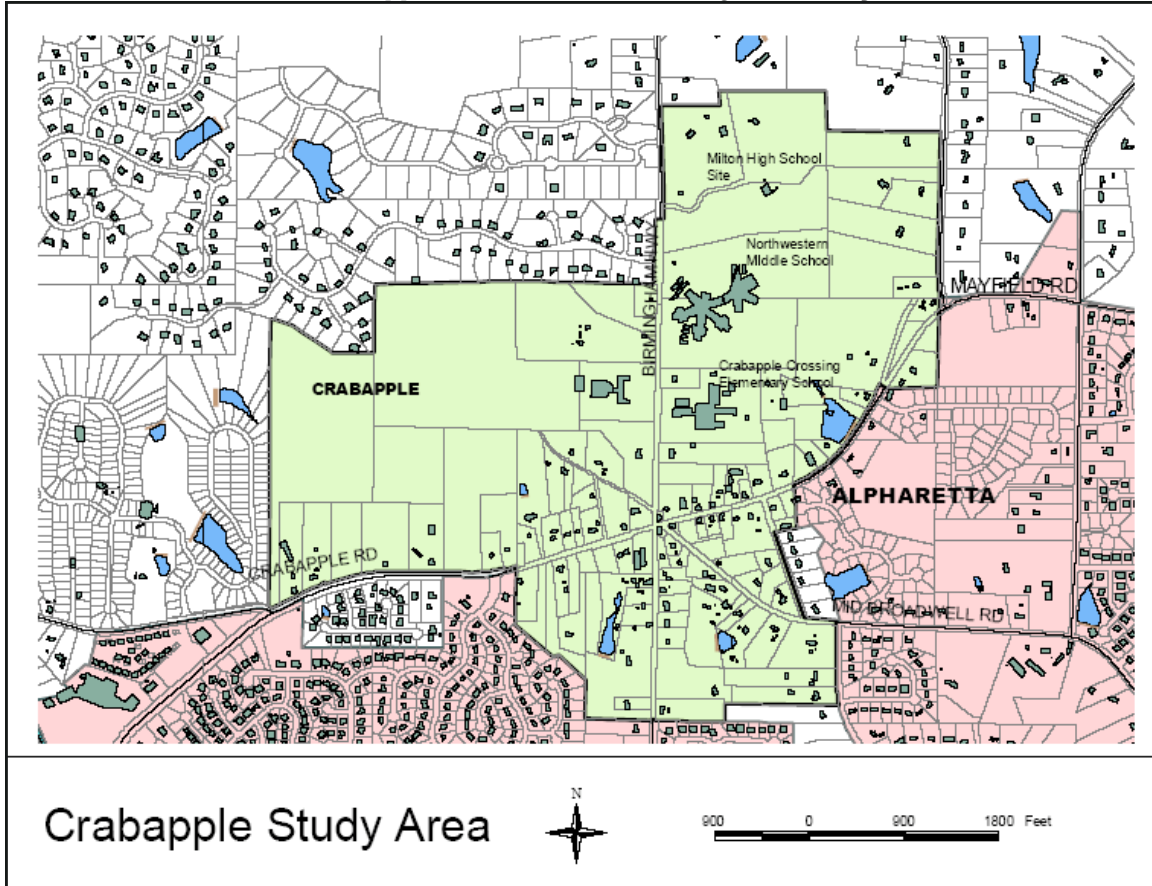 Milton High School
Site
Northwestern
Middle School
BIRMINGHAM HWY
MAYFIELD RD
Crabapple Crossing
Elementary School
CRABAPPLE
ALPHARETTA
CRABAPPLE RD
MID BROADWELL RD
Crabapple Study Area
N
900 0 900 1800 Feet